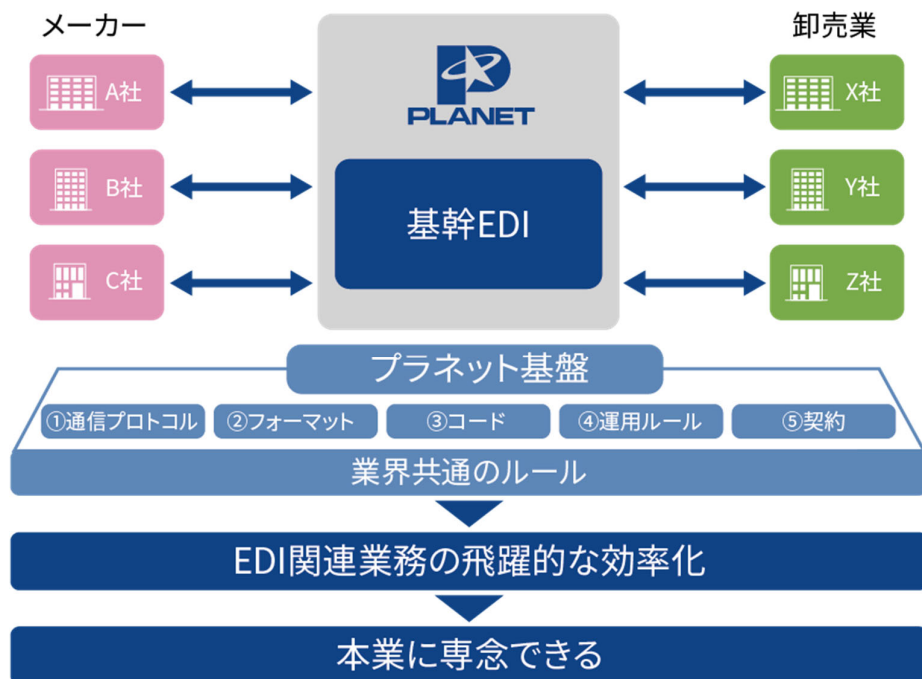 メーカー
卸売業
A社
B社
C社
PLANET
基幹EDI
X社
Y社
Z社
プラネット基盤
①通信プロトコル
②フォーマット
③コード
④運用ルール
⑤契約
業界共通のルール
EDI関連業務の飛躍的な効率化
本業に専念できる